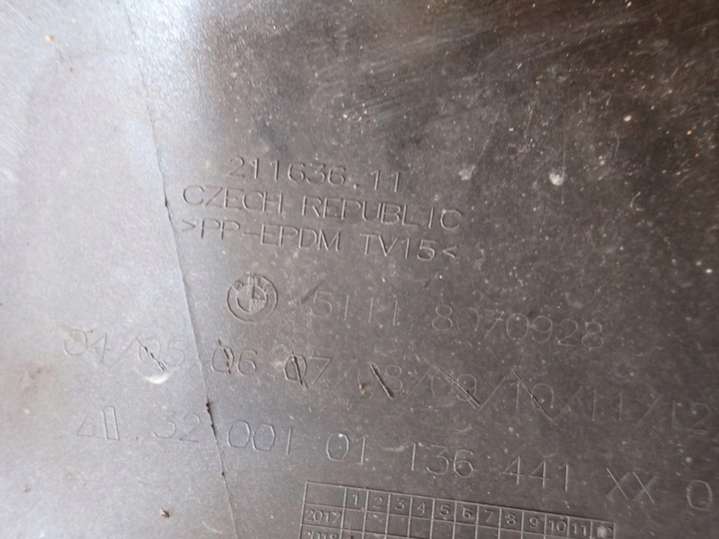 211636.11
CZECH REPUBLIC
>PP-EPDM TV15<
5111 8070928
04/05 06 07/08/09/10/11/12
32 001 01 136 441 XX
1 2 3 4 5 6 7 8 9 10 11
2017
2018